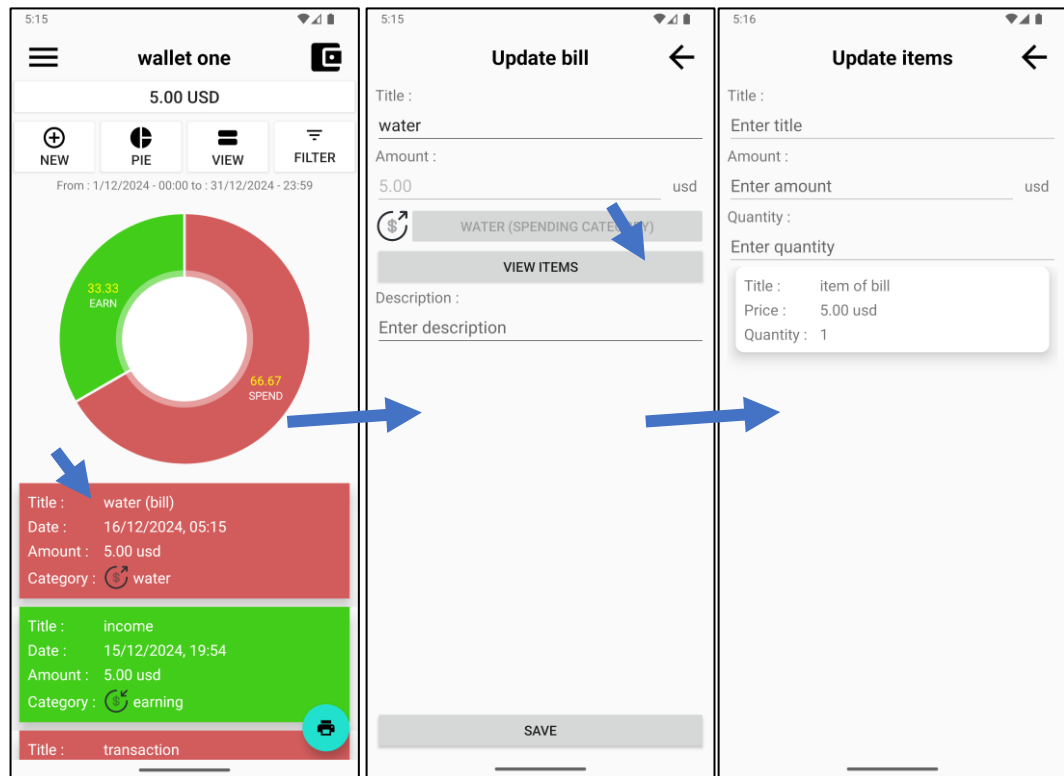 5:15
wallet one
5.00 USD
NEW PIE VIEW FILTER
From : 1/12/2024 - 00:00 to : 31/12/2024 - 23:59
33.33
EARN
66.67
SPEND
Title : water (bill)
Date : 16/12/2024, 05:15
Amount : 5.00 usd
Category : $ water
Title : income
Date : 15/12/2024, 19:54
Amount : 5.00 usd
Category : $ earning
Title : transaction
5:15
Update bill
Title :
water
Amount :
5.00 usd
$ WATER (SPENDING CATEGORY)
VIEW ITEMS
Description :
Enter description
SAVE
5:16
Update items
Title :
Enter title
Amount :
Enter amount usd
Quantity :
Enter quantity
Title : item of bill
Price : 5.00 usd
Quantity : 1